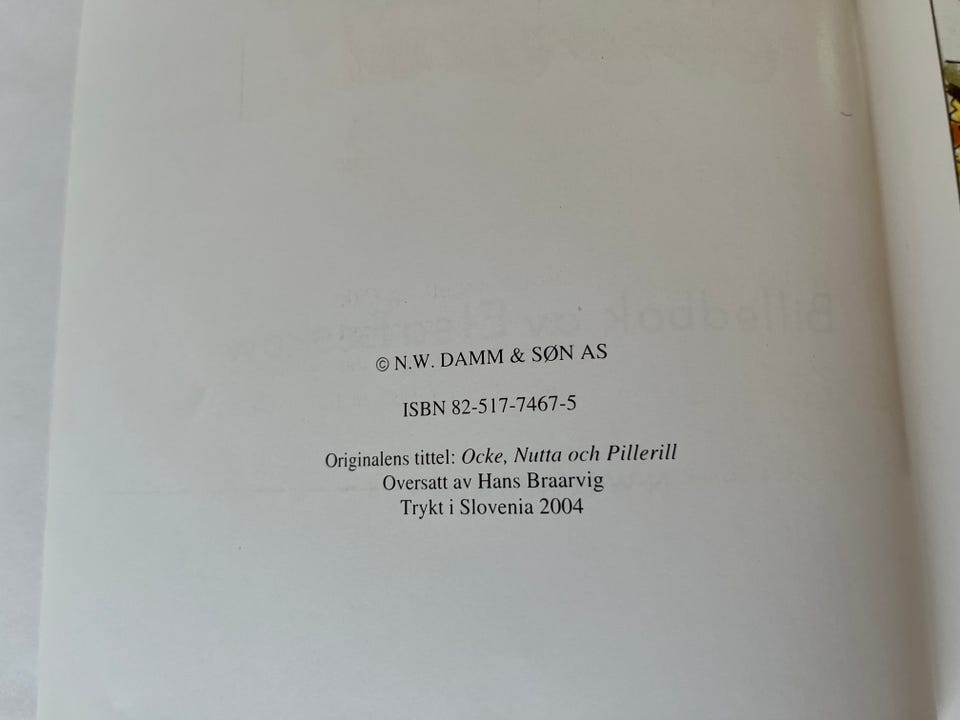 © N.W. DAMM & SØN AS
ISBN 82-517-7467-5
Originalens tittel: Ocke, Nutta och Pillerill
Oversatt av Hans Braarvig
Trykt i Slovenia 2004